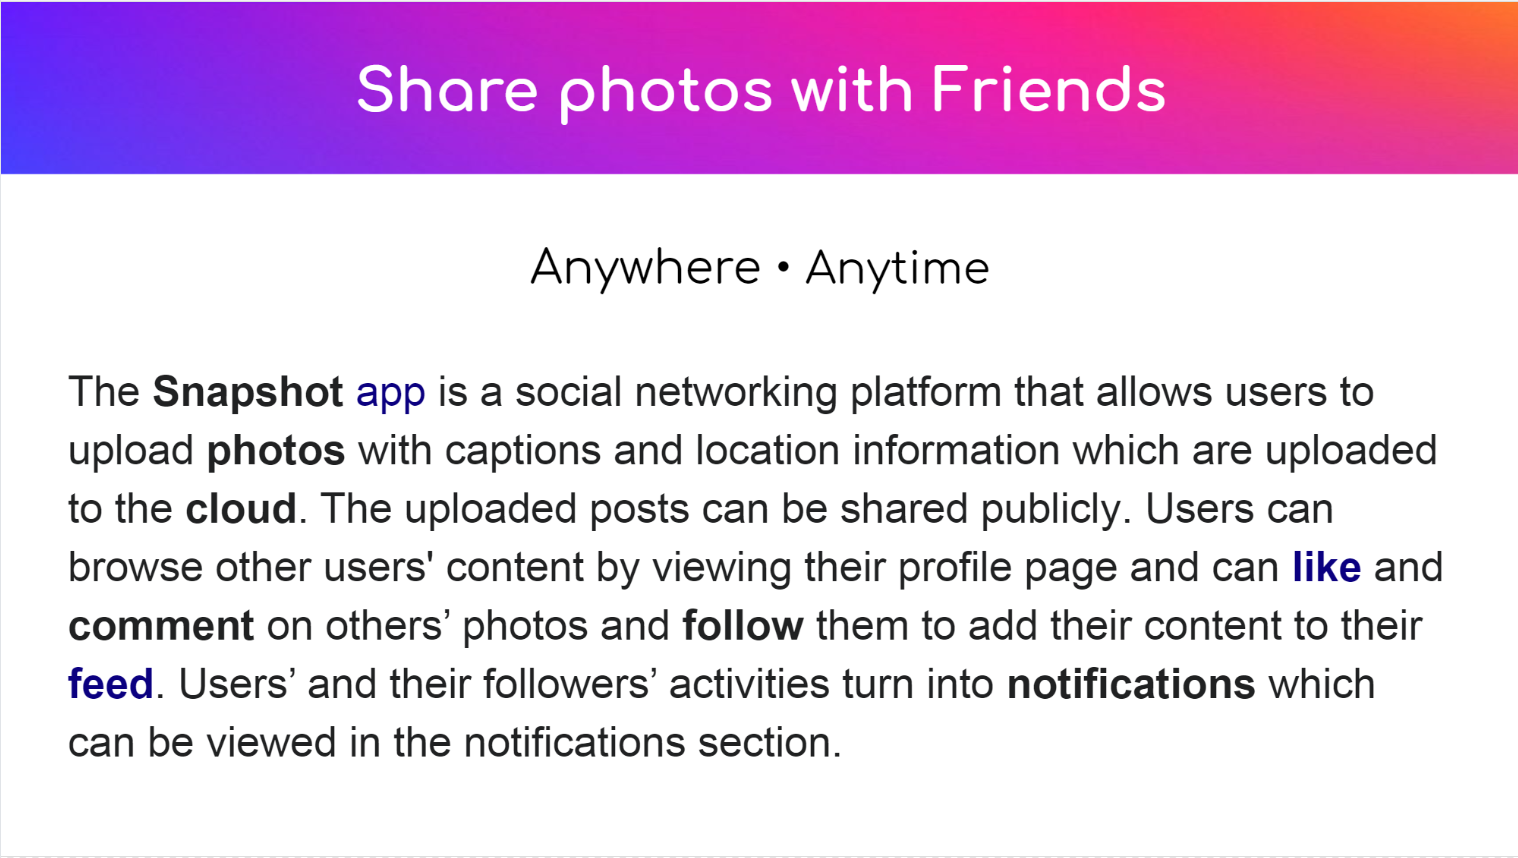 Share photos with Friends
Anywhere • Anytime
The Snapshot app is a social networking platform that allows users to
upload photos with captions and location information which are uploaded
to the cloud. The uploaded posts can be shared publicly. Users can
browse other users' content by viewing their profile page and can like and
comment on others’ photos and follow them to add their content to their
feed. Users’ and their followers’ activities turn into notifications which
can be viewed in the notifications section.